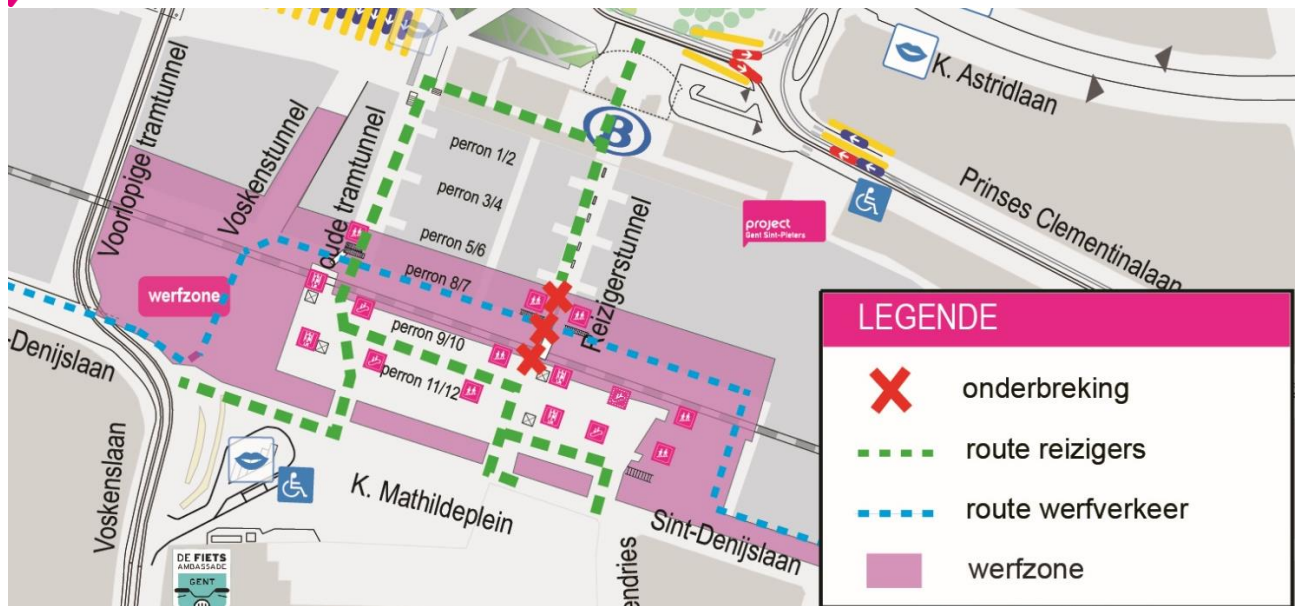 K. Astridlaan
Voorlopige tramtunnel
Voskenstunnel
oude tramtunnel
perron 1/2
B
perron 3/4
Reizigerstunnel
Prinses Clementinalaan
project
Gent Sint-Pieters
perron 5/6
perron 8/7
werfzone
perron 9/10
perron 11/12
-Denijslaan
Voskenslaan
K. Mathildeplein
Sint-Denijslaan
endries
DE FIETS
AMBASSADE
GENT
LEGENDE
onderbreking
route reizigers
route werfverkeer
werfzone